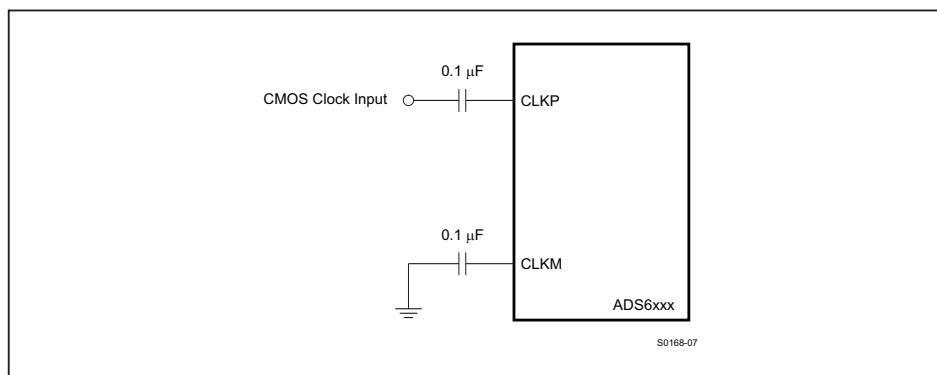 0.1 μF
CMOS Clock Input
CLKP
0.1 μF
CLKM
ADS6xxx
S0168-07